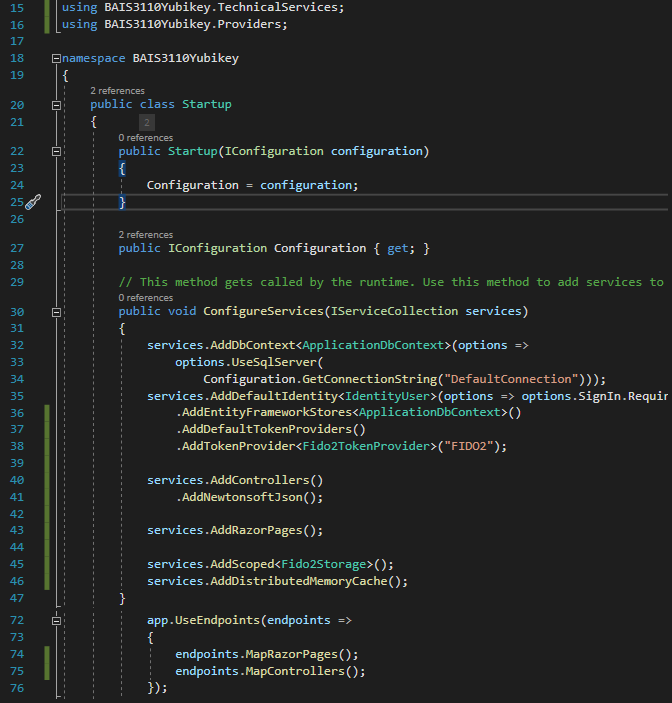 15 using BAIS3110Yubikey.TechnicalServices;
16 using BAIS3110Yubikey.Providers;
17
18 namespace BAIS3110Yubikey
19 {
2 references
20 public class Startup
21 { 2
0 references
22 public Startup(IConfiguration configuration)
23 {
24 Configuration = configuration;
25 }
26
2 references
27 public IConfiguration Configuration { get; }
28
29 // This method gets called by the runtime. Use this method to add services to
0 references
30 public void ConfigureServices(IServiceCollection services)
31 {
32 services.AddDbContext<ApplicationDbContext>(options =>
33 options.UseSqlServer(
34 Configuration.GetConnectionString("DefaultConnection")));
35 services.AddDefaultIdentity<IdentityUser>(options => options.SignIn.Requir
36 .AddEntityFrameworkStores<ApplicationDbContext>()
37 .AddDefaultTokenProviders()
38 .AddTokenProvider<Fido2TokenProvider>("FIDO2");
39
40 services.AddControllers()
41 .AddNewtonsoftJson();
42
43 services.AddRazorPages();
44
45 services.AddScoped<Fido2Storage>();
46 services.AddDistributedMemoryCache();
47 }
72 app.UseEndpoints(endpoints =>
73 {
74 endpoints.MapRazorPages();
75 endpoints.MapControllers();
76 });